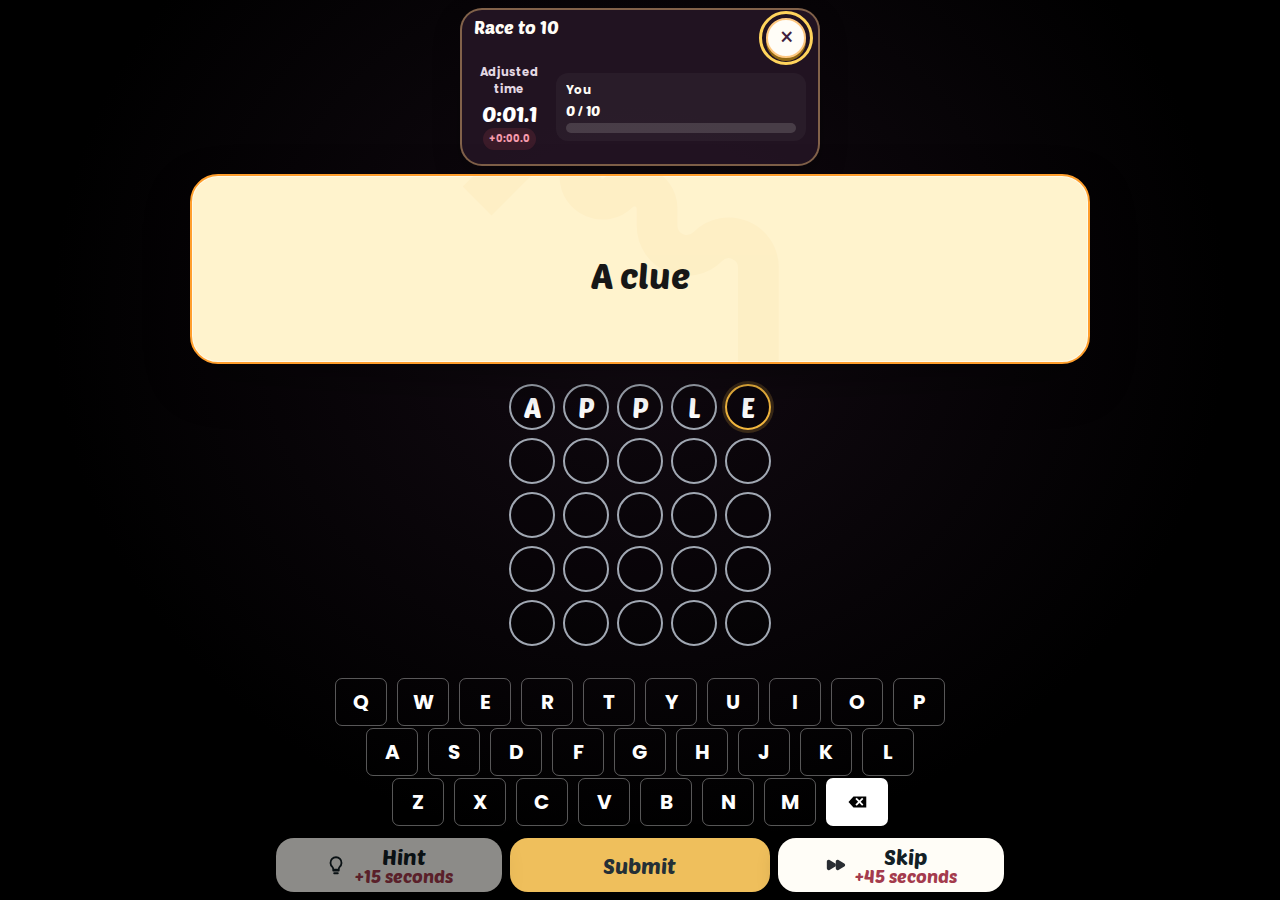 Race to 10
×
Adjusted
time
0:01.1
+0:00.0
You
0 / 10
A clue
A P P L E
Q W E R T Y U I O P
A S D F G H J K L
Z X C V B N M
Hint
+15 seconds
Submit
Skip
+45 seconds